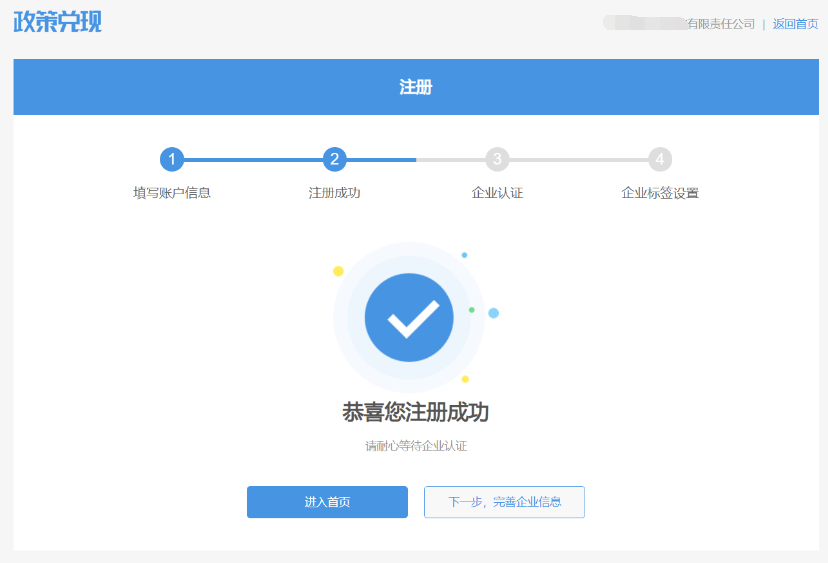 政策兑现
有限责任公司 | 返回首页
注册
1 2 3 4
填写账户信息 注册成功 企业认证 企业标签设置
恭喜您注册成功
请耐心等待企业认证
进入首页 下一步，完善企业信息